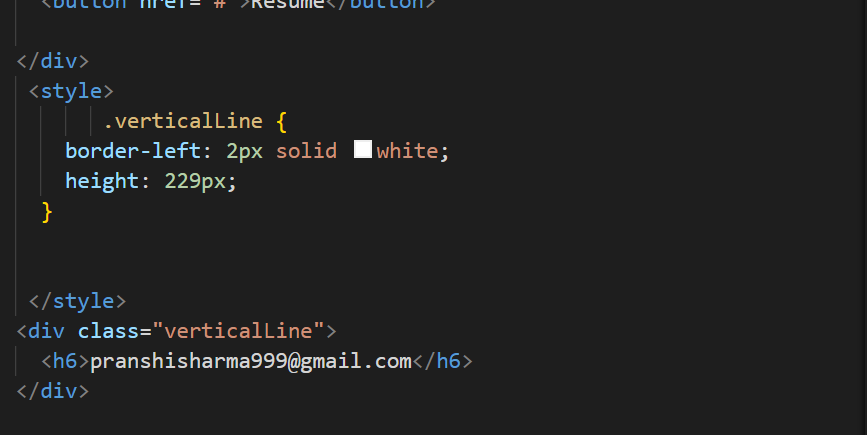 <button href="#">Resume</button>
</div>
<style>
.verticalLine {
border-left: 2px solid white;
height: 229px;
}
</style>
<div class="verticalLine">
<h6>pranshisharma999@gmail.com</h6>
</div>